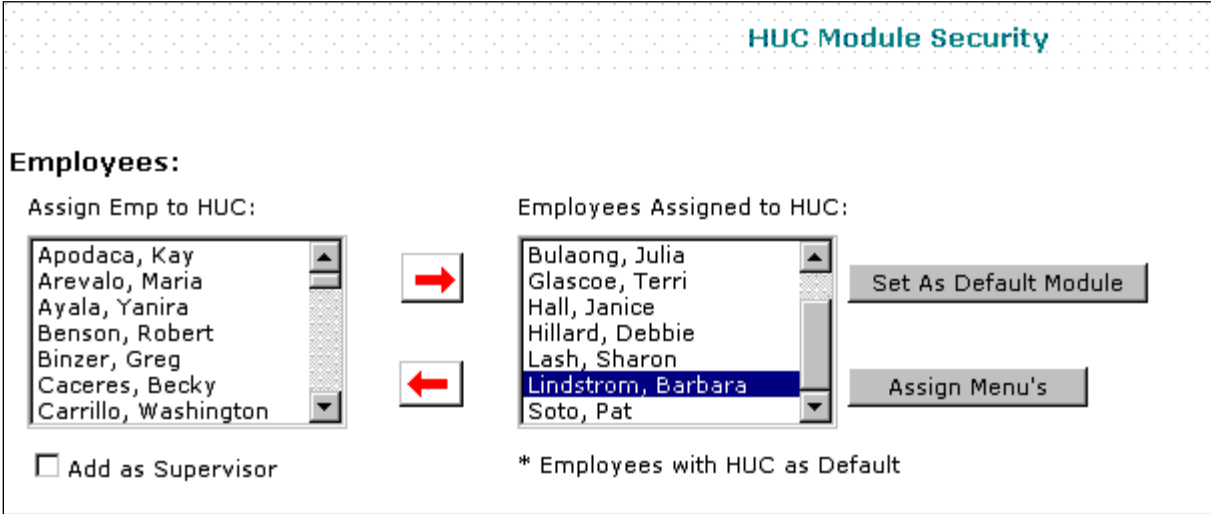 HUC Module Security
Employees:
Assign Emp to HUC:
Apodaca, Kay
Arevalo, Maria
Ayala, Yanira
Benson, Robert
Binzer, Greg
Caceres, Becky
Carrillo, Washington
Add as Supervisor
Employees Assigned to HUC:
Bulaong, Julia
Glascoe, Terri
Hall, Janice
Hillard, Debbie
Lash, Sharon
Lindstrom, Barbara
Soto, Pat
* Employees with HUC as Default
Set As Default Module
Assign Menu's